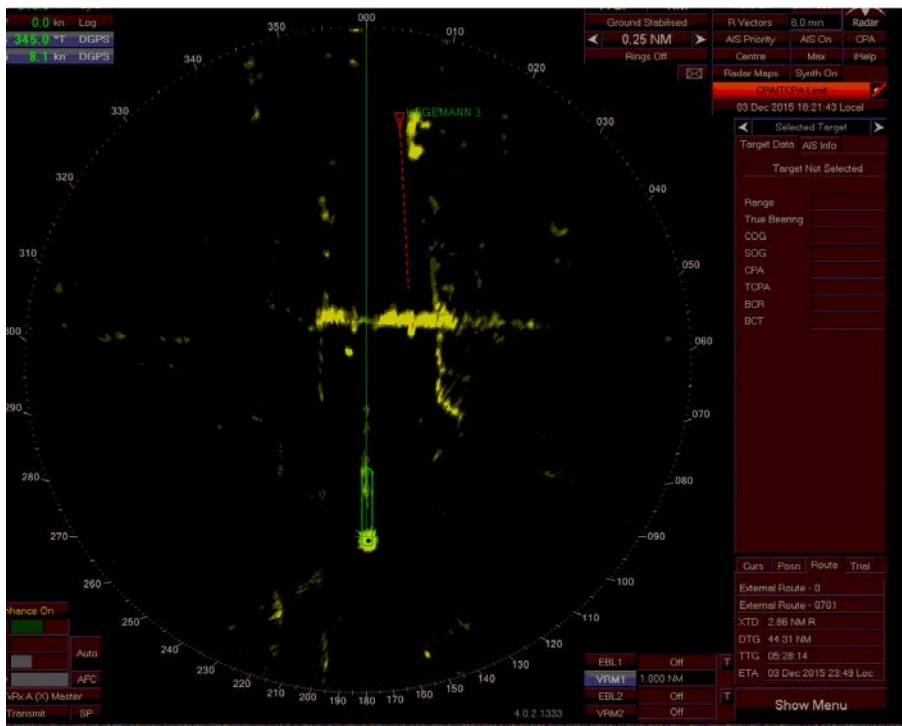 0.0 kn Log
345.0 °T DGPS
8.1 kn DGPS
Ground Stabilised
0.25 NM
Rings Off
R Vectors 6.0 min Radar
AIS Priority AIS On CPA
Centre Max iHelp
Radar Maps Synth On
CPA/TCPA Limit
03 Dec 2015 18:21:43 Local
Selected Target
Target Data AIS Info
Target Not Selected
Range
True Bearing
COG
SOG
CPA
TCPA
BCR
BCT
Curs Posn Route Trial
External Route - 0
External Route - 0701
XTD 2.86 NM R
DTG 44.31 NM
TTG 05:28:14
ETA 03 Dec 2015 23:49 Loc
Show Menu
HEGEMANN 3
000
010
020
030
040
050
060
070
080
090
100
110
120
130
140
150
160
170
180
190
200
210
220
230
240
250
260
270
280
290
300
310
320
330
340
nhance On
Auto
AFC
xRx A (X) Master
Transmit SP
EBL1 Off T
VRM1 1.000 NM
EBL2 Off T
VRM2 Off
4.0.2.1333